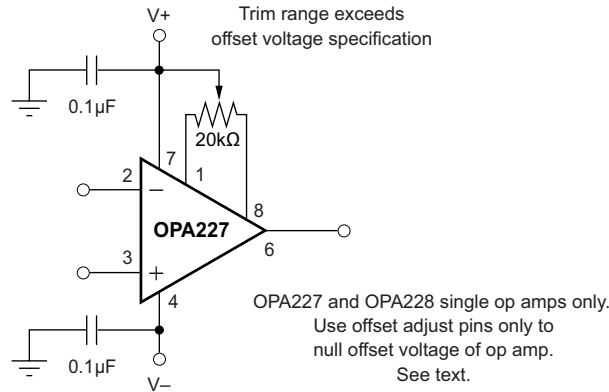 V+
Trim range exceeds
offset voltage specification
0.1µF
20kΩ
7
1
2
−
8
OPA227
6
3
+
4
OPA227 and OPA228 single op amps only.
Use offset adjust pins only to
null offset voltage of op amp.
See text.
0.1µF
V−